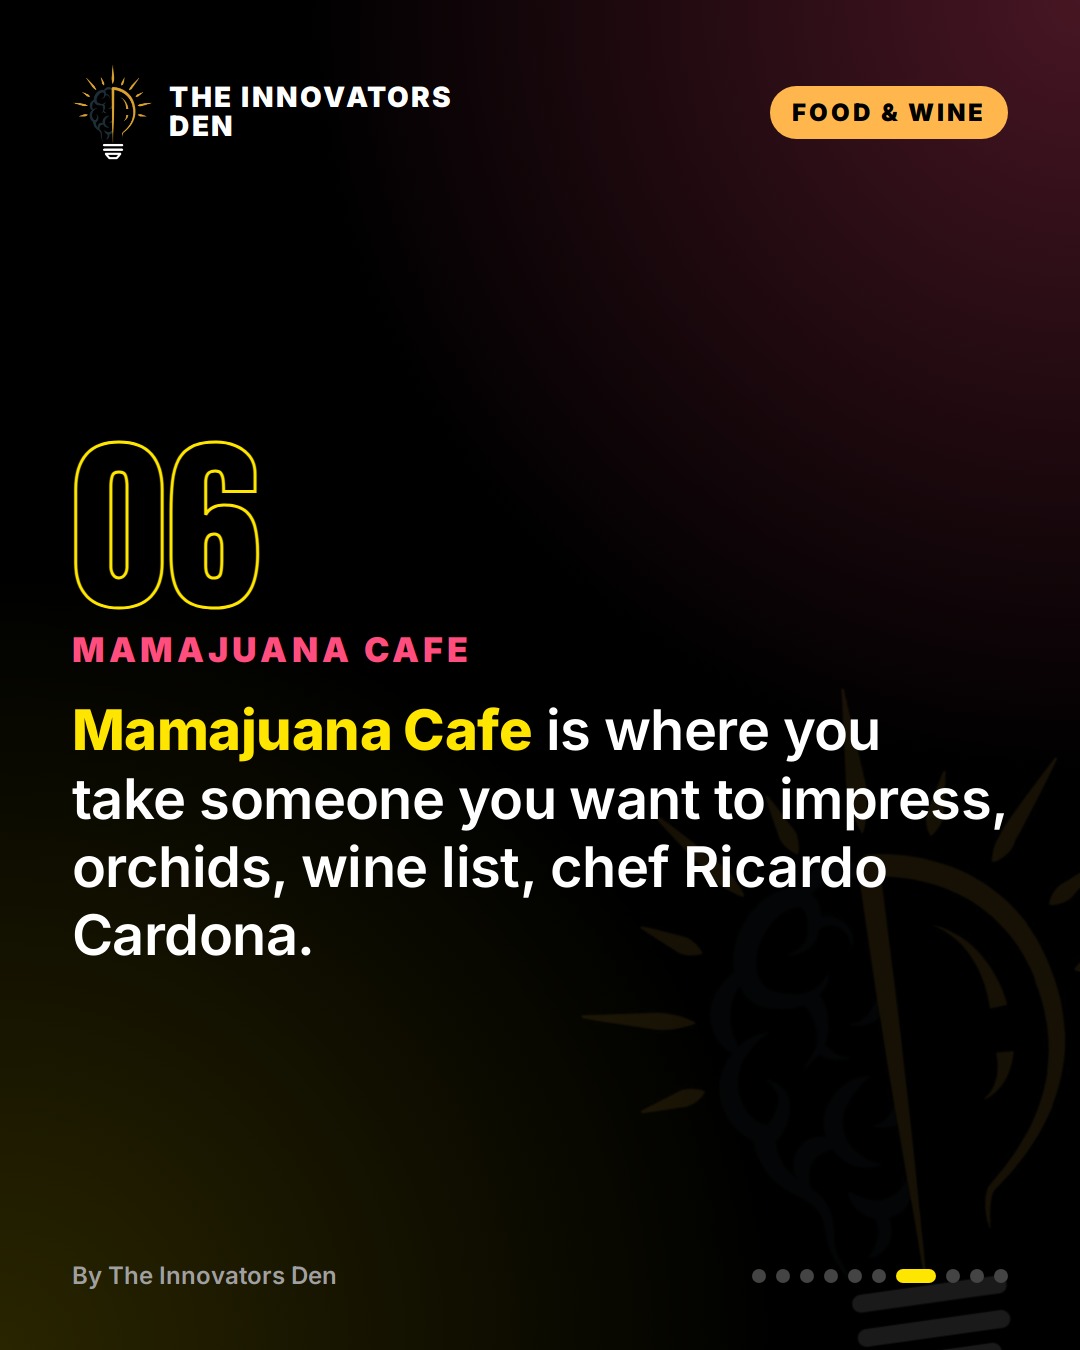 THE INNOVATORS
DEN
FOOD & WINE
06
MAMAJUANA CAFE
Mamajuana Cafe is where you
take someone you want to impress,
orchids, wine list, chef Ricardo
Cardona.
By The Innovators Den